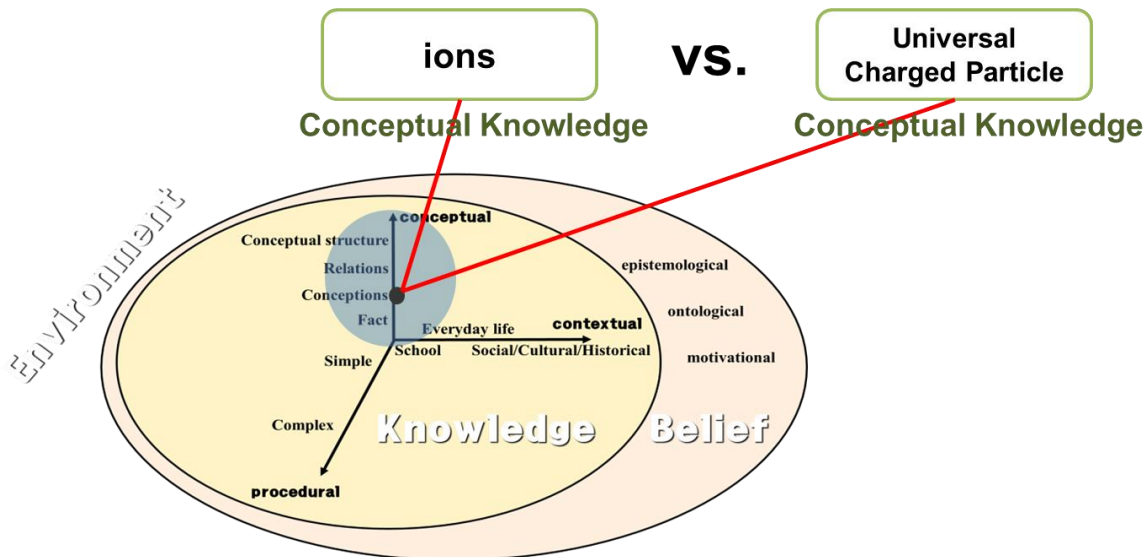 ions
vs.
Universal
Charged Particle
Conceptual Knowledge
Conceptual Knowledge
Environment
conceptual
Conceptual structure
Relations
Conceptions
Fact
epistemological
ontological
motivational
Everyday life
contextual
School
Social/Cultural/Historical
Simple
Complex
procedural
Knowledge
Belief